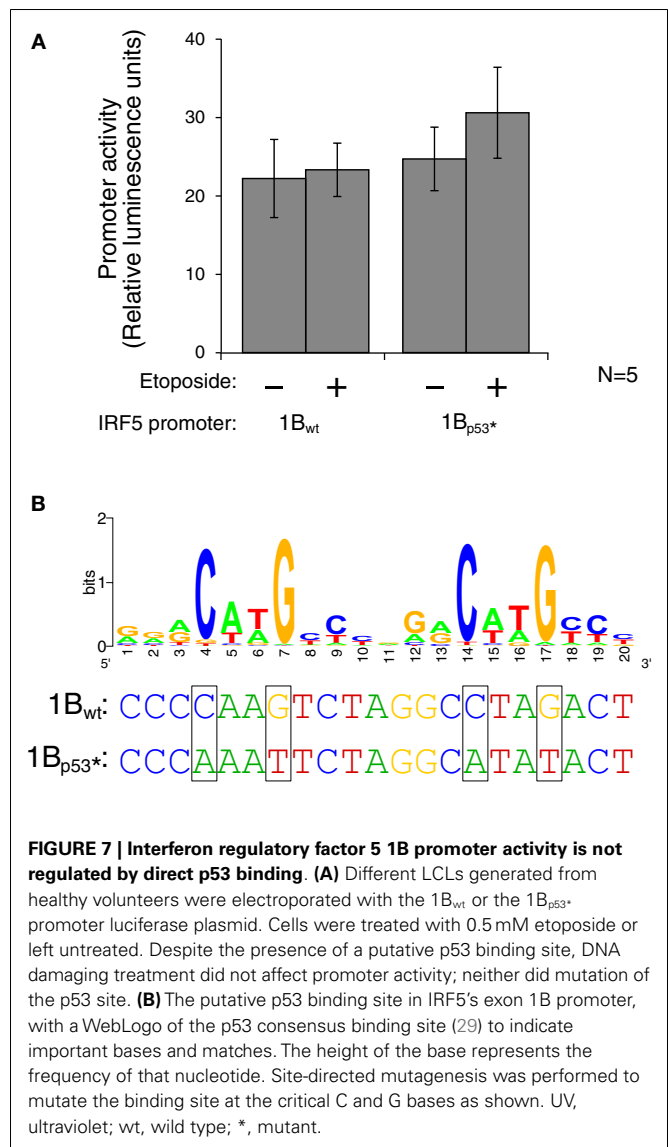 A
Promoter activity
(Relative luminescence units)
40
30
20
10
0
Etoposide: – + – +
N=5
IRF5 promoter: 1Bwt 1Bp53*
B
2
1
0
bits
5' 1 2 3 4 5 6 7 8 9 10 11 12 13 14 15 16 17 18 19 20 3'
1Bwt: CCCCAAGTCTAGGCCTAGACT
1Bp53*: CCCAAATTCTAGGCATATACT
FIGURE 7 | Interferon regulatory factor 5 1B promoter activity is not
regulated by direct p53 binding. (A) Different LCLs generated from
healthy volunteers were electroporated with the 1Bwt or the 1Bp53*
promoter luciferase plasmid. Cells were treated with 0.5 mM etoposide or
left untreated. Despite the presence of a putative p53 binding site, DNA
damaging treatment did not affect promoter activity; neither did mutation of
the p53 site. (B) The putative p53 binding site in IRF5's exon 1B promoter,
with a WebLogo of the p53 consensus binding site (29) to indicate
important bases and matches. The height of the base represents the
frequency of that nucleotide. Site-directed mutagenesis was performed to
mutate the binding site at the critical C and G bases as shown. UV,
ultraviolet; wt, wild type; *, mutant.